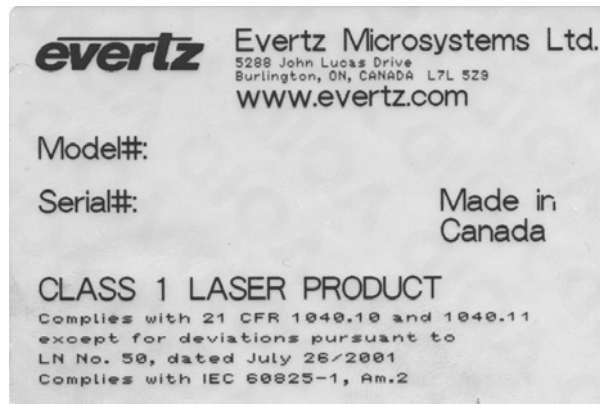 evertz
Evertz Microsystems Ltd.
5288 John Lucas Drive
Burlington, ON, CANADA L7L 5Z9
www.evertz.com
Model#:
Serial#:
Made in
Canada
CLASS 1 LASER PRODUCT
Complies with 21 CFR 1040.10 and 1040.11
except for deviations pursuant to
LN No. 50, dated July 26/2001
Complies with IEC 60825-1, Am.2